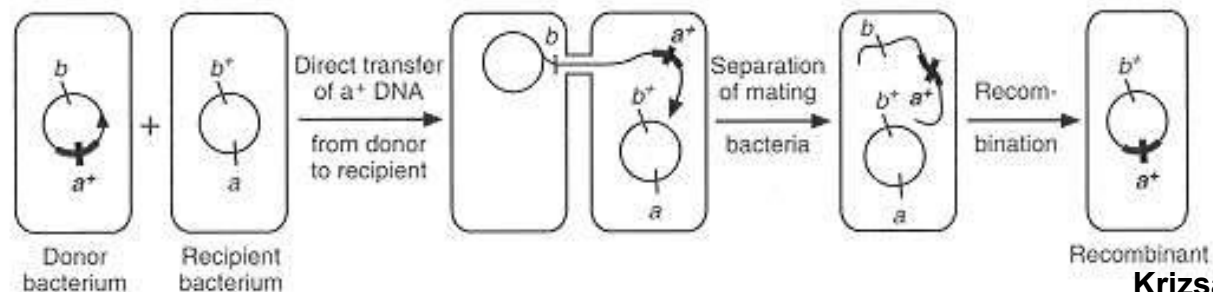 b
a+
+
b+
a
Donor
bacterium
Recipient
bacterium
Direct transfer
of a+ DNA
from donor
to recipient
b
a+
b+
a
Separation
of mating
bacteria
b
a+
b+
a
Recom-
bination
b+
a+
Recombinant
Krizsa